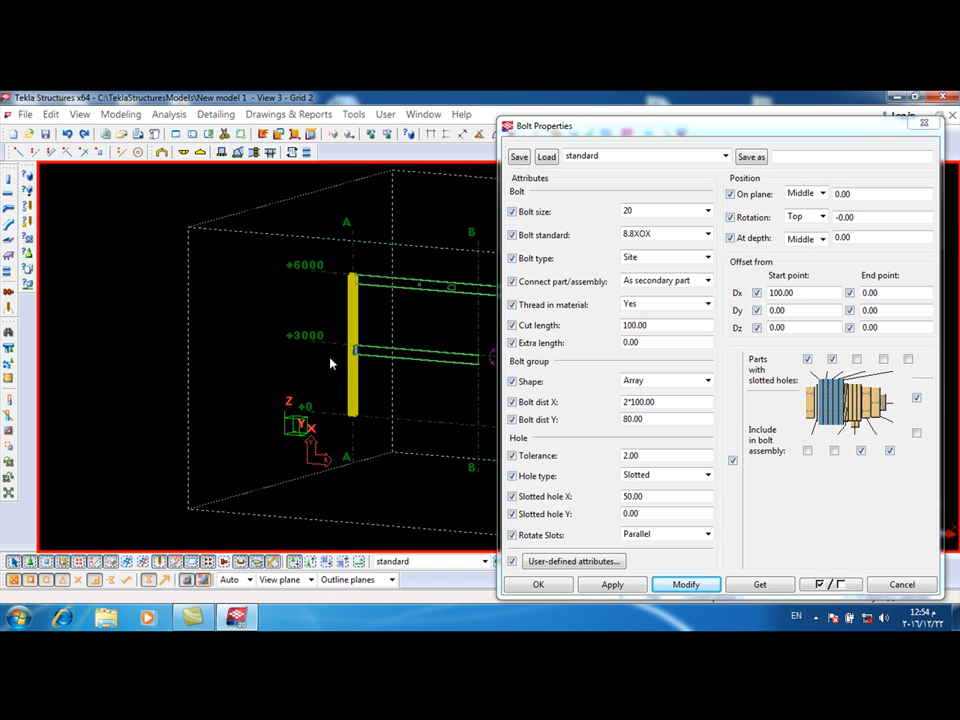 Tekla Structures x64 - C:\TeklaStructuresModels\New model 1 - View 3 - Grid 2
File Edit View Modeling Analysis Detailing Drawings & Reports Tools User Window Help
Bolt Properties
Save Load standard Save as
Attributes
Bolt
Bolt size: 20
Bolt standard: 8.8XOX
Bolt type: Site
Connect part/assembly: As secondary part
Thread in material: Yes
Cut length: 100.00
Extra length: 0.00
Bolt group
Shape: Array
Bolt dist X: 2*100.00
Bolt dist Y: 80.00
Hole
Tolerance: 2.00
Hole type: Slotted
Slotted hole X: 50.00
Slotted hole Y: 0.00
Rotate Slots: Parallel
User-defined attributes...
Position
On plane: Middle 0.00
Rotation: Top -0.00
At depth: Middle 0.00
Offset from
Start point: End point:
Dx 100.00 0.00
Dy 0.00 0.00
Dz 0.00 0.00
Parts
with
slotted holes:
Include
in bolt
assembly:
OK Apply Modify Get / Cancel
A
B
+6000
+3000
+0
Z
Y X
Y
X
A
B
standard
Auto View plane Outline planes
EN
12:54 م
٢٠١٦/١٢/٢٢